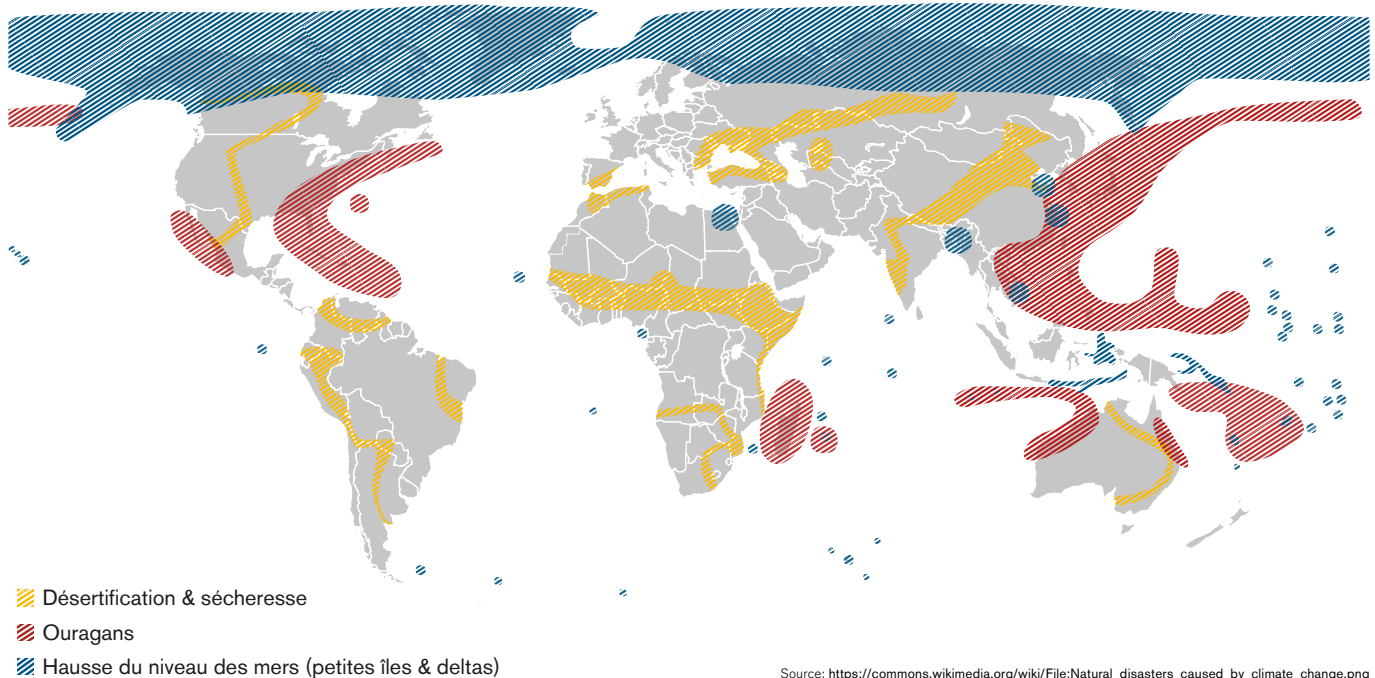 Désertification & sécheresse
Ouragans
Hausse du niveau des mers (petites îles & deltas)
Source: https://commons.wikimedia.org/wiki/File:Natural_disasters_caused_by_climate_change.png